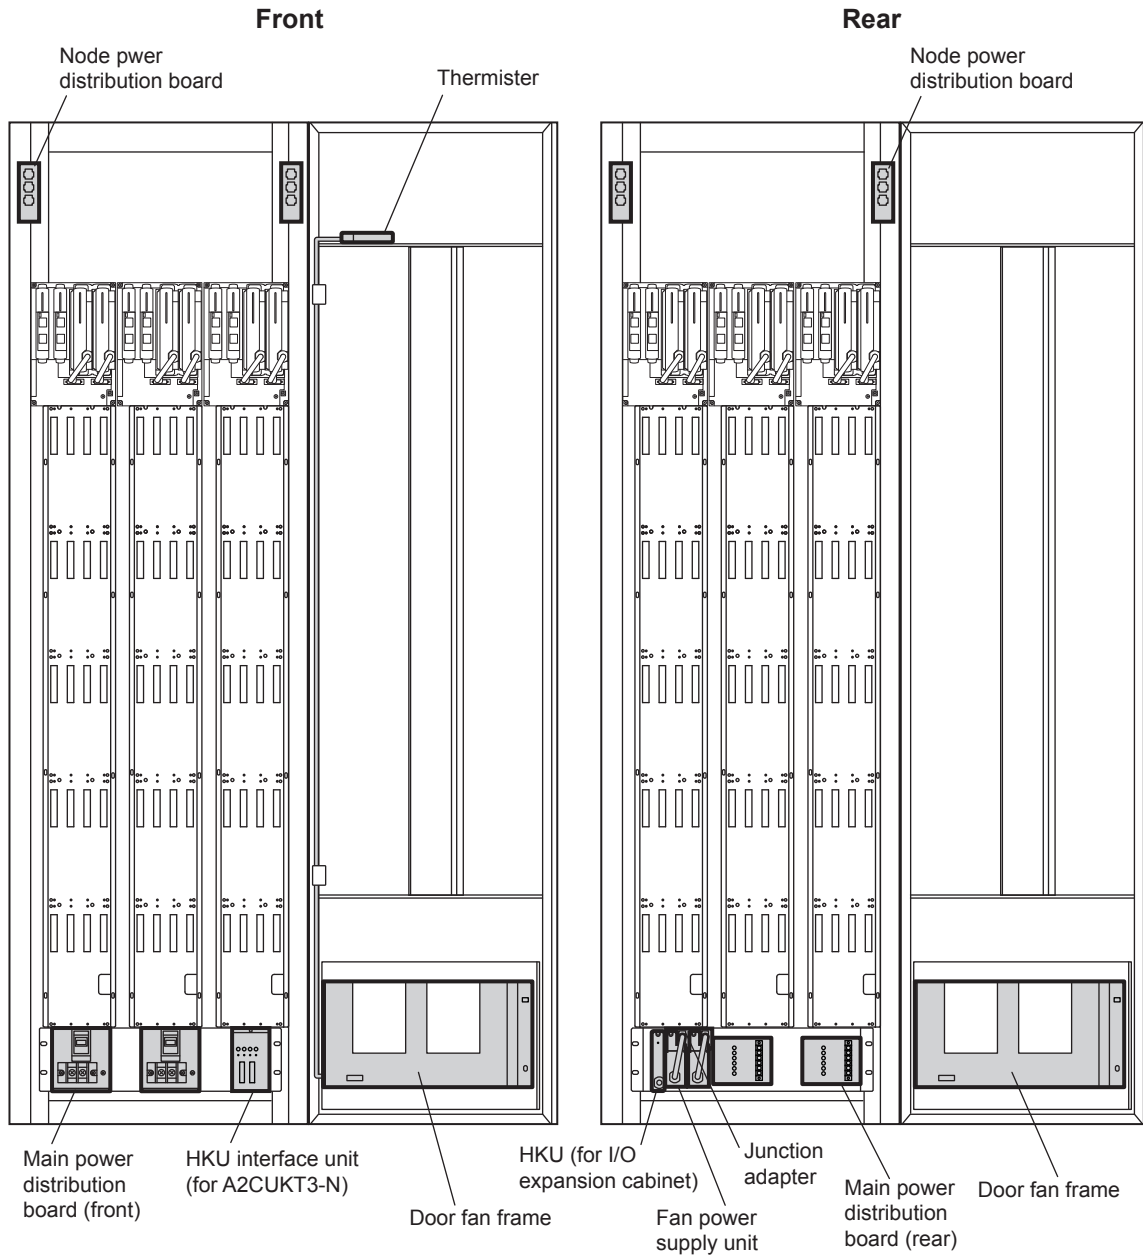 Front
Rear
Node pwer
distribution board
Thermister
Node power
distribution board
Main power
distribution
board (front)
HKU interface unit
(for A2CUKT3-N)
Door fan frame
HKU (for I/O
expansion cabinet)
Fan power
supply unit
Junction
adapter
Main power
distribution
board (rear)
Door fan frame